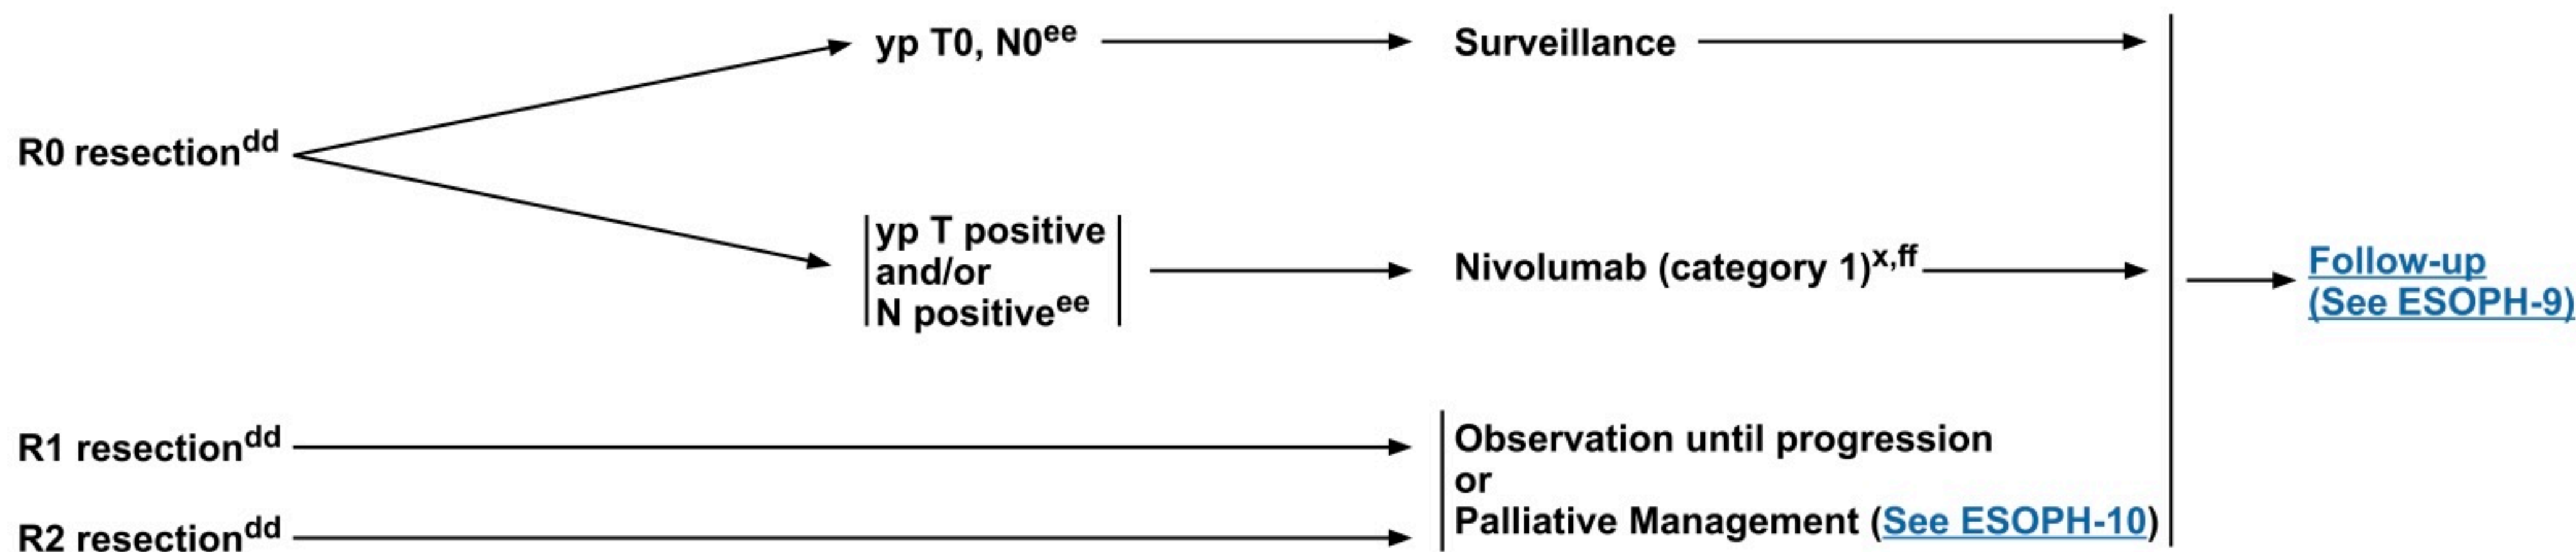 yp T0, N0ee
Surveillance
R0 resectiondd
yp T positive
and/or
N positiveee
Nivolumab (category 1)x,ff
Follow-up
(See ESOPH-9)
R1 resectiondd
Observation until progression
or
Palliative Management (See ESOPH-10)
R2 resectiondd